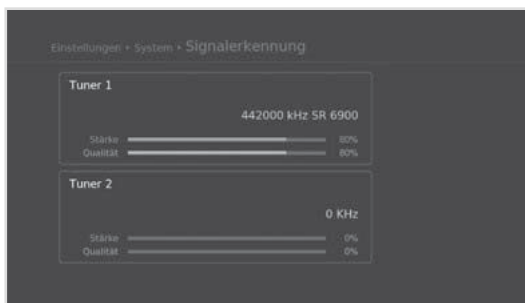 Einstellungen • System • Signalerkennung
Tuner 1
442000 kHz SR 6900
Stärke 80%
Qualität 80%
Tuner 2
0 KHz
Stärke 0%
Qualität 0%